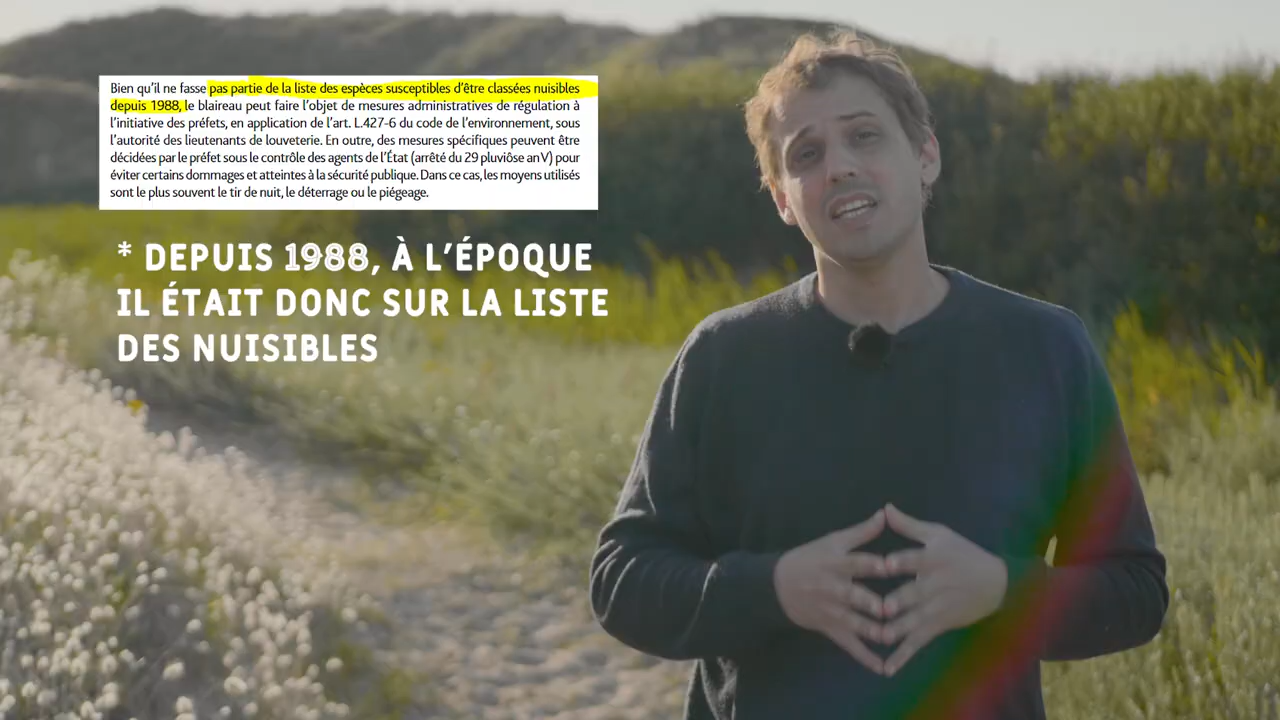 Bien qu'il ne fasse pas partie de la liste des espèces susceptibles d'être classées nuisibles
depuis 1988, le blaireau peut faire l'objet de mesures administratives de régulation à
l'initiative des préfets, en application de l'art. L.427-6 du code de l'environnement, sous
l'autorité des lieutenants de louveterie. En outre, des mesures spécifiques peuvent être
décidées par le préfet sous le contrôle des agents de l'État (arrêté du 29 pluviôse an V) pour
éviter certains dommages et atteintes à la sécurité publique. Dans ce cas, les moyens utilisés
sont le plus souvent le tir de nuit, le déterrage ou le piégeage.
* DEPUIS 1988, À L'ÉPOQUE
IL ÉTAIT DONC SUR LA LISTE
DES NUISIBLES